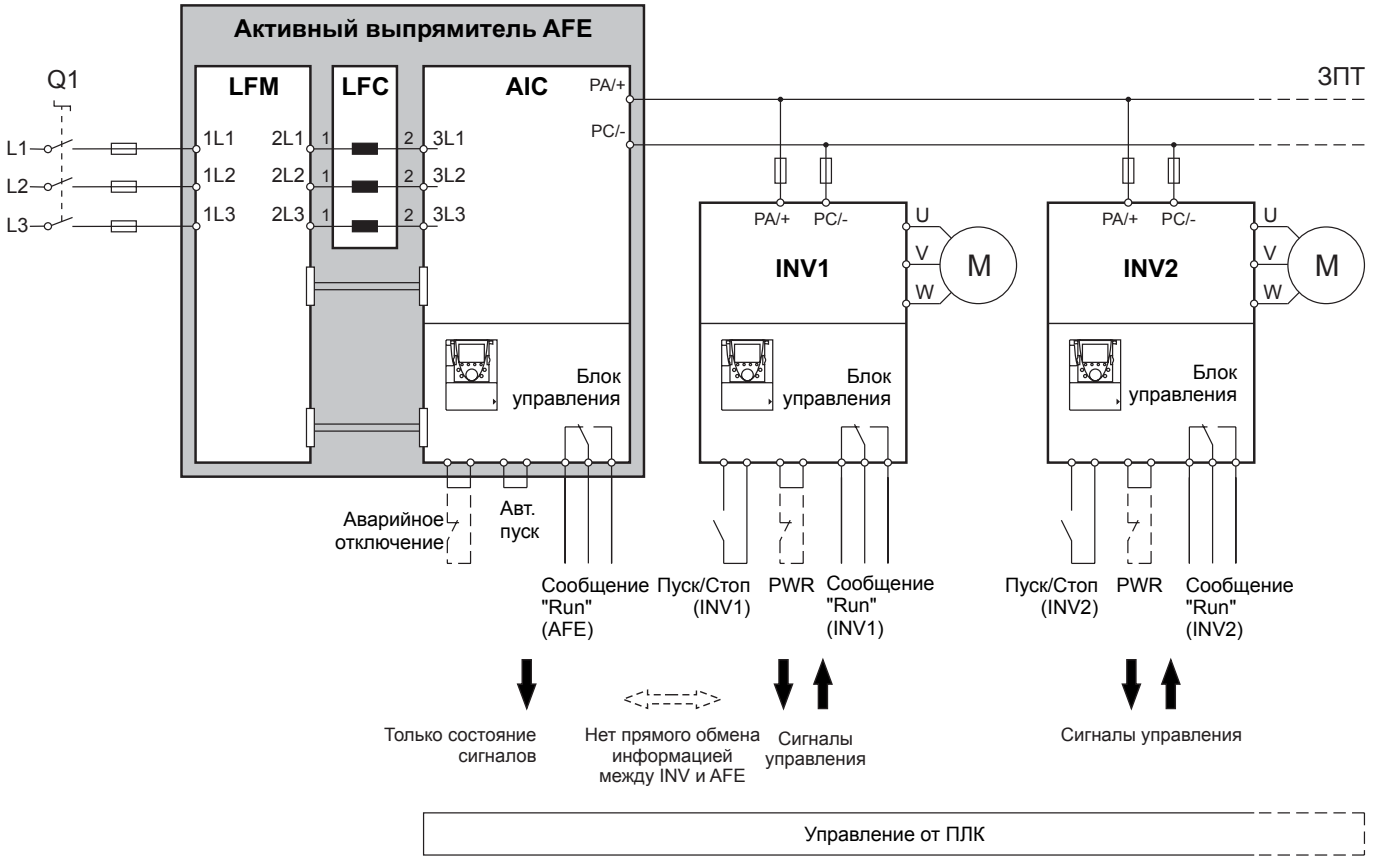 Активный выпрямитель AFE
Q1
LFM
LFC
AIC
PA/+
ЗПТ
PC/-
L1
1L1
2L1
1
2
3L1
L2
1L2
2L2
1
2
3L2
L3
1L3
2L3
1
2
3L3
PA/+
PC/-
U
V
W
INV1
M
PA/+
PC/-
U
V
W
INV2
M
Блок
управления
Блок
управления
Блок
управления
Аварийное
отключение
Авт.
пуск
Сообщение
"Run"
(AFE)
Пуск/Стоп
(INV1)
PWR
Сообщение
"Run"
(INV1)
Пуск/Стоп
(INV2)
PWR
Сообщение
"Run"
(INV2)
Только состояние
сигналов
Нет прямого обмена
информацией
между INV и AFE
Сигналы
управления
Сигналы управления
Управление от ПЛК